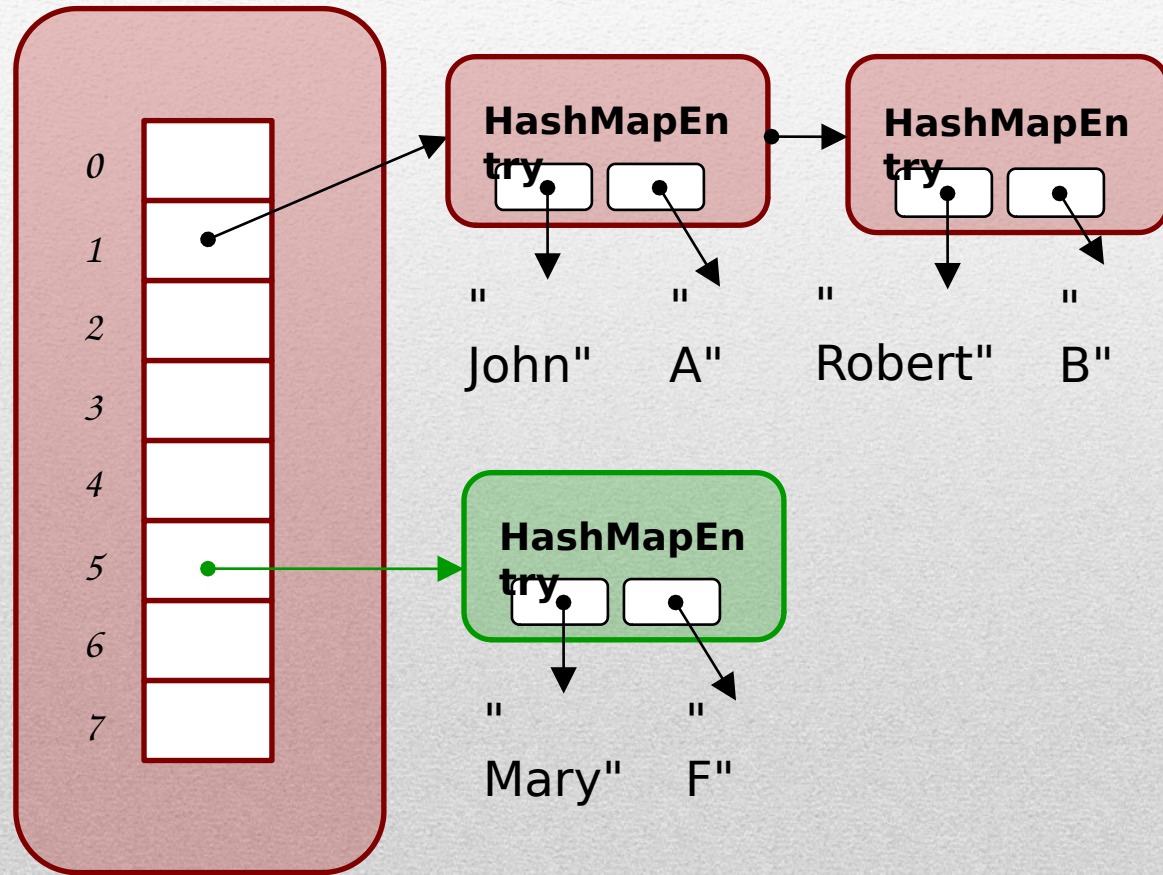 0
1
2
3
4
5
6
7
HashMapEn
try
"
John"
"
A"
HashMapEn
try
"
Robert"
"
B"
HashMapEn
try
"
Mary"
"
F"